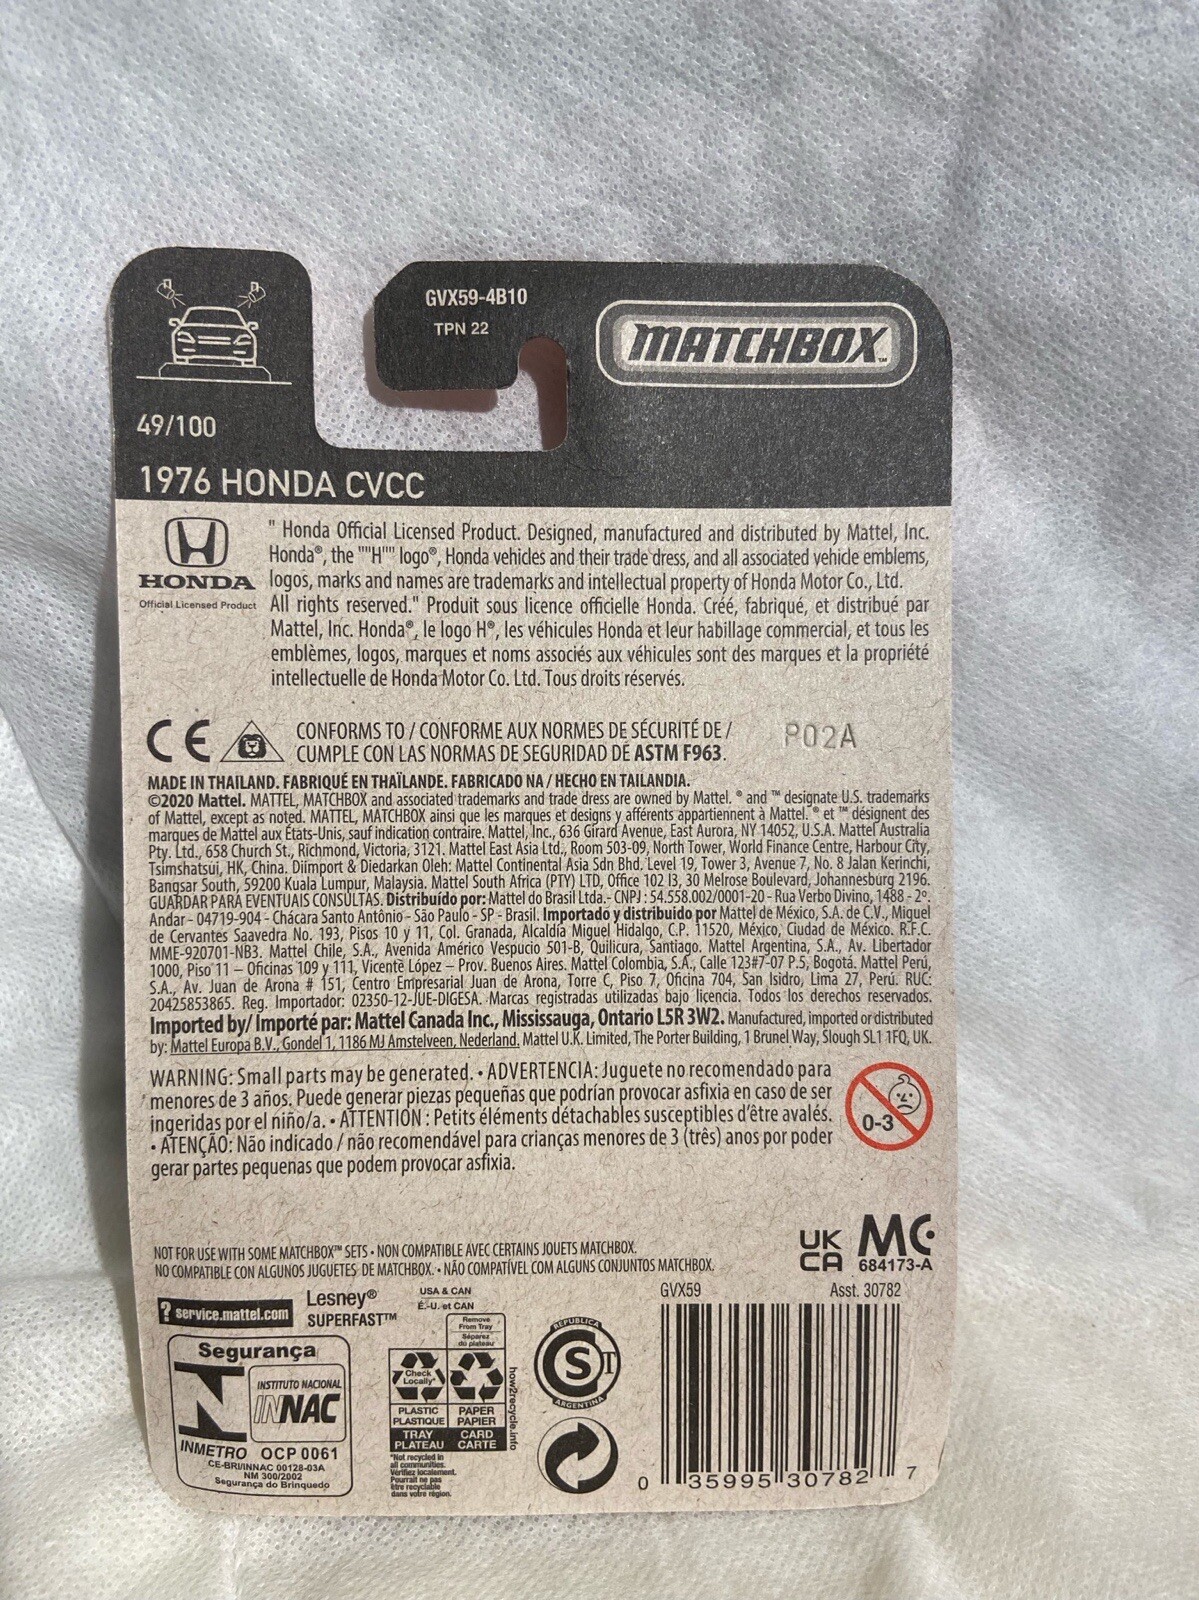 GVX59-4B10
TPN 22
MATCHBOX™
49/100
1976 HONDA CVCC
HONDA
Official Licensed Product
" Honda Official Licensed Product. Designed, manufactured and distributed by Mattel, Inc.
Honda®, the ""H"" logo®, Honda vehicles and their trade dress, and all associated vehicle emblems,
logos, marks and names are trademarks and intellectual property of Honda Motor Co., Ltd.
All rights reserved." Produit sous licence officielle Honda. Créé, fabriqué, et distribué par
Mattel, Inc. Honda®, le logo H®, les véhicules Honda et leur habillage commercial, et tous les
emblèmes, logos, marques et noms associés aux véhicules sont des marques et la propriété
intellectuelle de Honda Motor Co. Ltd. Tous droits réservés.
CE
CONFORMS TO / CONFORME AUX NORMES DE SÉCURITÉ DE /
CUMPLE CON LAS NORMAS DE SEGURIDAD DE ASTM F963.
P02A
MADE IN THAILAND. FABRIQUÉ EN THAÏLANDE. FABRICADO NA / HECHO EN TAILANDIA.
©2020 Mattel. MATTEL, MATCHBOX and associated trademarks and trade dress are owned by Mattel. ® and ™ designate U.S. trademarks
of Mattel, except as noted. MATTEL, MATCHBOX ainsi que les marques et designs y afférents appartiennent à Mattel. ® et ™ désignent des
marques de Mattel aux États-Unis, sauf indication contraire. Mattel, Inc., 636 Girard Avenue, East Aurora, NY 14052, U.S.A. Mattel Australia
Pty. Ltd., 658 Church St., Richmond, Victoria, 3121. Mattel East Asia Ltd., Room 503-09, North Tower, World Finance Centre, Harbour City,
Tsimshatsui, HK, China. Diimport & Diedarkan Oleh: Mattel Continental Asia Sdn Bhd. Level 19, Tower 3, Avenue 7, No. 8 Jalan Kerinchi,
Bangsar South, 59200 Kuala Lumpur, Malaysia. Mattel South Africa (PTY) LTD, Office 102 I3, 30 Melrose Boulevard, Johannesburg 2196.
GUARDAR PARA EVENTUAIS CONSULTAS. Distribuído por: Mattel do Brasil Ltda.- CNPJ : 54.558.002/0001-20 - Rua Verbo Divino, 1488 - 2º.
Andar - 04719-904 - Chácara Santo Antônio - São Paulo - SP - Brasil. Importado y distribuido por Mattel de México, S.A. de C.V., Miguel
de Cervantes Saavedra No. 193, Pisos 10 y 11, Col. Granada, Alcaldía Miguel Hidalgo, C.P. 11520, México, Ciudad de México. R.F.C.
MME-920701-NB3. Mattel Chile, S.A., Avenida Américo Vespucio 501-B, Quilicura, Santiago. Mattel Argentina, S.A., Av. Libertador
1000, Piso 11 – Oficinas 109 y 111, Vicente López – Prov. Buenos Aires. Mattel Colombia, S.A., Calle 123#7-07 P.5, Bogotá. Mattel Perú,
S.A., Av. Juan de Arona # 151, Centro Empresarial Juan de Arona, Torre C, Piso 7, Oficina 704, San Isidro, Lima 27, Perú. RUC:
20425853865. Reg. Importador: 02350-12-JUE-DIGESA. Marcas registradas utilizadas bajo licencia. Todos los derechos reservados.
Imported by/ Importé par: Mattel Canada Inc., Mississauga, Ontario L5R 3W2. Manufactured, imported or distributed
by: Mattel Europa B.V., Gondel 1, 1186 MJ Amstelveen, Nederland. Mattel U.K. Limited, The Porter Building, 1 Brunel Way, Slough SL1 1FQ, UK.
WARNING: Small parts may be generated. • ADVERTENCIA: Juguete no recomendado para
menores de 3 años. Puede generar piezas pequeñas que podrían provocar asfixia en caso de ser
ingeridas por el niño/a. • ATTENTION : Petits éléments détachables susceptibles d'être avalés.
• ATENÇÃO: Não indicado / não recomendável para crianças menores de 3 (três) anos por poder
gerar partes pequenas que podem provocar asfixia.
0-3
NOT FOR USE WITH SOME MATCHBOX™ SETS • NON COMPATIBLE AVEC CERTAINS JOUETS MATCHBOX.
NO COMPATIBLE CON ALGUNOS JUGUETES DE MATCHBOX. • NÃO COMPATÍVEL COM ALGUNS CONJUNTOS MATCHBOX.
UK
CA
MC
684173-A
? service.mattel.com
Lesney®
SUPERFAST™
USA & CAN
É.-U. et CAN
Remove
From Tray
Séparez
du plateau
Check
Locally*
PLASTIC
PLASTIQUE
PAPER
PAPIER
TRAY
PLATEAU
CARD
CARTE
how2recycle.info
*Not recycled in
all communities.
Vérifiez localement.
Pourrait ne pas
être recyclable
dans votre région.
Segurança
INSTITUTO NACIONAL
INNAC
INMETRO OCP 0061
CE-BRI/INNAC 00128-03A
NM 300/2002
Segurança do Brinquedo
REPUBLICA
ST
ARGENTINA
GVX59
Asst. 30782
0 35995 30782 7